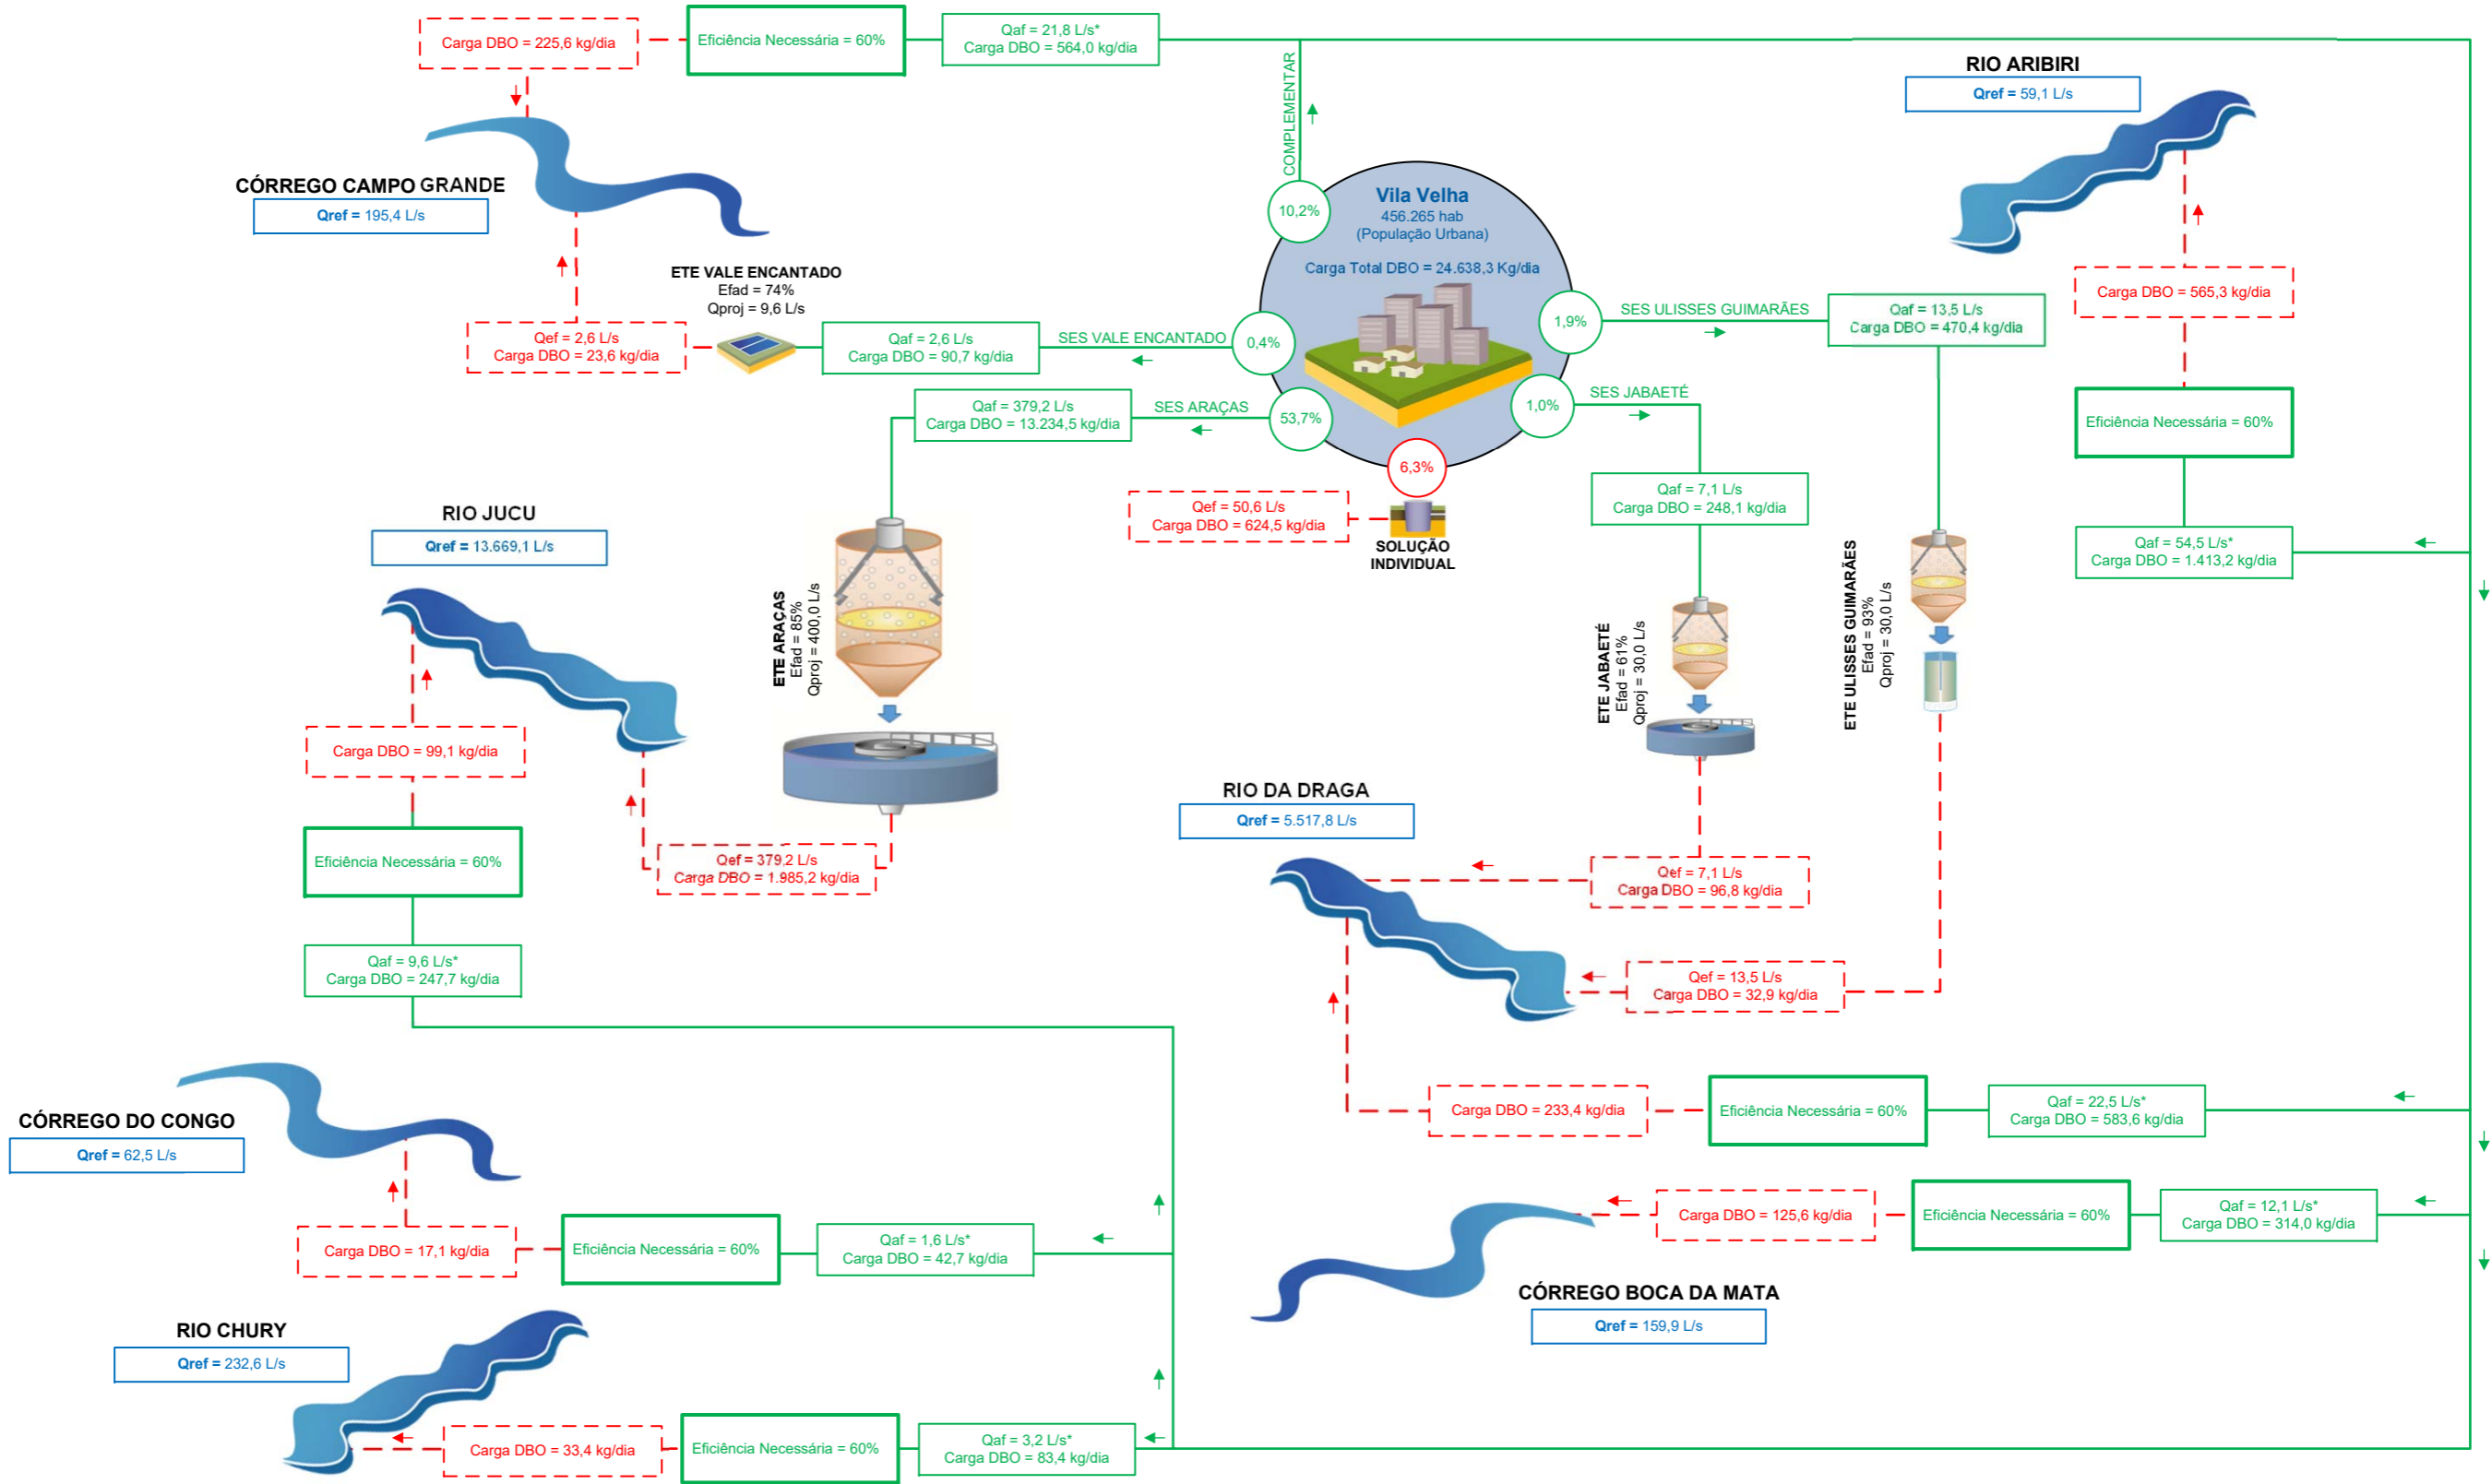 Carga DBO = 225,6 kg/dia
Eficiência Necessária = 60%
Qaf = 21,8 L/s*
Carga DBO = 564,0 kg/dia
COMPLEMENTAR
RIO ARIBIRI
Qref = 59,1 L/s
CÓRREGO CAMPO GRANDE
Qref = 195,4 L/s
10,2%
Vila Velha
456.265 hab
(População Urbana)
Carga Total DBO = 24.638,3 Kg/dia
ETE VALE ENCANTADO
Efad = 74%
Qproj = 9,6 L/s
Qef = 2,6 L/s
Carga DBO = 23,6 kg/dia
Qaf = 2,6 L/s
Carga DBO = 90,7 kg/dia
SES VALE ENCANTADO
0,4%
1,9%
SES ULISSES GUIMARÃES
Qaf = 13,5 L/s
Carga DBO = 470,4 kg/dia
Carga DBO = 565,3 kg/dia
Qaf = 379,2 L/s
Carga DBO = 13.234,5 kg/dia
SES ARAÇAS
53,7%
1,0%
SES JABAETÉ
Eficiência Necessária = 60%
6,3%
Qef = 50,6 L/s
Carga DBO = 624,5 kg/dia
SOLUÇÃO
INDIVIDUAL
Qaf = 7,1 L/s
Carga DBO = 248,1 kg/dia
Qaf = 54,5 L/s*
Carga DBO = 1.413,2 kg/dia
RIO JUCU
Qref = 13.669,1 L/s
ETE ARAÇAS
Efad = 85%
Qproj = 400,0 L/s
ETE JABAETÉ
Efad = 61%
Qproj = 30,0 L/s
ETE ULISSES GUIMARÃES
Efad = 93%
Qproj = 30,0 L/s
Carga DBO = 99,1 kg/dia
Eficiência Necessária = 60%
Qef = 379,2 L/s
Carga DBO = 1.985,2 kg/dia
RIO DA DRAGA
Qref = 5.517,8 L/s
Qef = 7,1 L/s
Carga DBO = 96,8 kg/dia
Qaf = 9,6 L/s*
Carga DBO = 247,7 kg/dia
Qef = 13,5 L/s
Carga DBO = 32,9 kg/dia
CÓRREGO DO CONGO
Qref = 62,5 L/s
Carga DBO = 233,4 kg/dia
Eficiência Necessária = 60%
Qaf = 22,5 L/s*
Carga DBO = 583,6 kg/dia
Carga DBO = 17,1 kg/dia
Eficiência Necessária = 60%
Qaf = 1,6 L/s*
Carga DBO = 42,7 kg/dia
Carga DBO = 125,6 kg/dia
Eficiência Necessária = 60%
Qaf = 12,1 L/s*
Carga DBO = 314,0 kg/dia
CÓRREGO BOCA DA MATA
Qref = 159,9 L/s
RIO CHURY
Qref = 232,6 L/s
Carga DBO = 33,4 kg/dia
Eficiência Necessária = 60%
Qaf = 3,2 L/s*
Carga DBO = 83,4 kg/dia